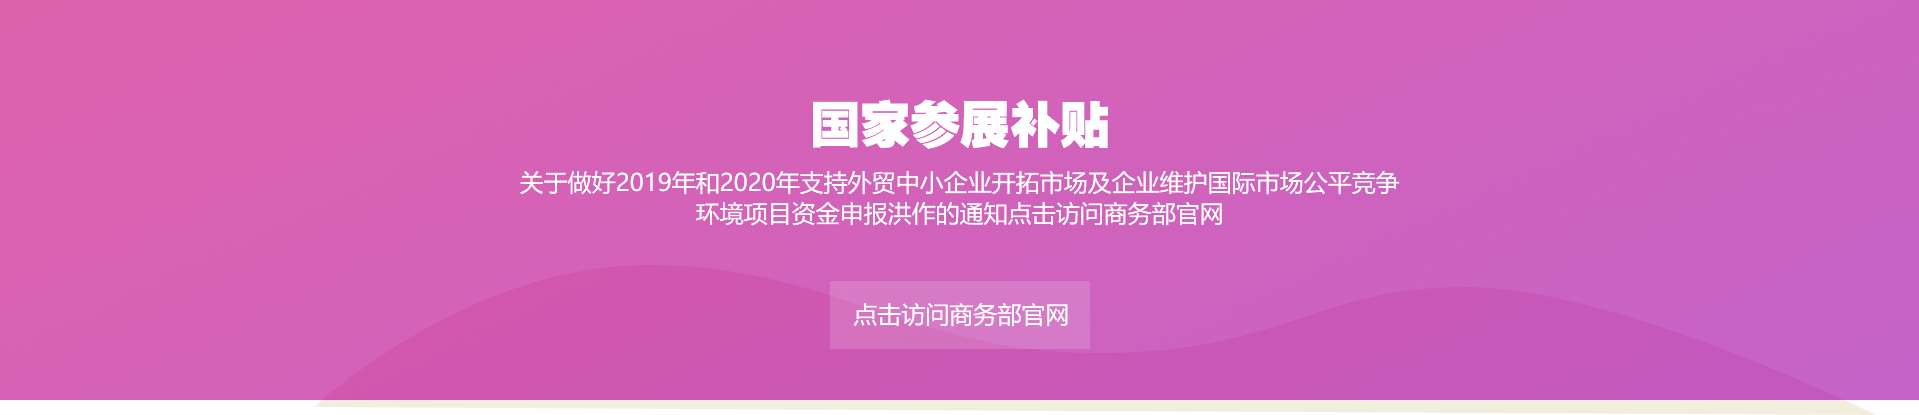 国家参展补贴
关于做好2019年和2020年支持外贸中小企业开拓市场及企业维护国际市场公平竞争
环境项目资金申报洪作的通知点击访问商务部官网
点击访问商务部官网